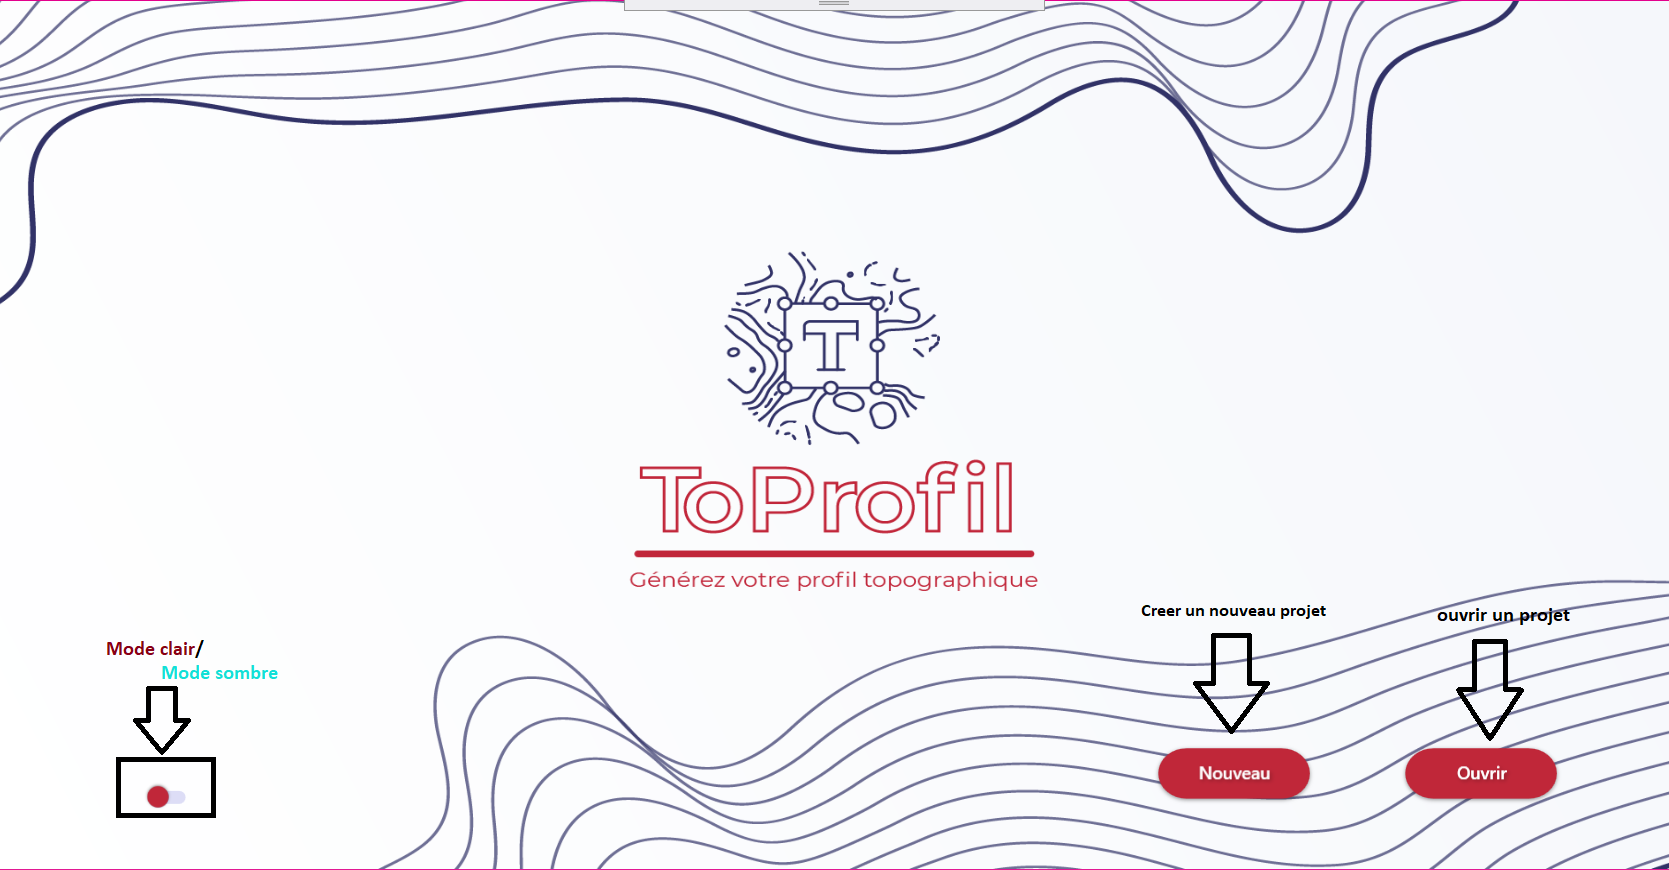 T
ToProfil
Générez votre profil topographique
Creer un nouveau projet
ouvrir un projet
Mode clair/
Mode sombre
Nouveau
Ouvrir